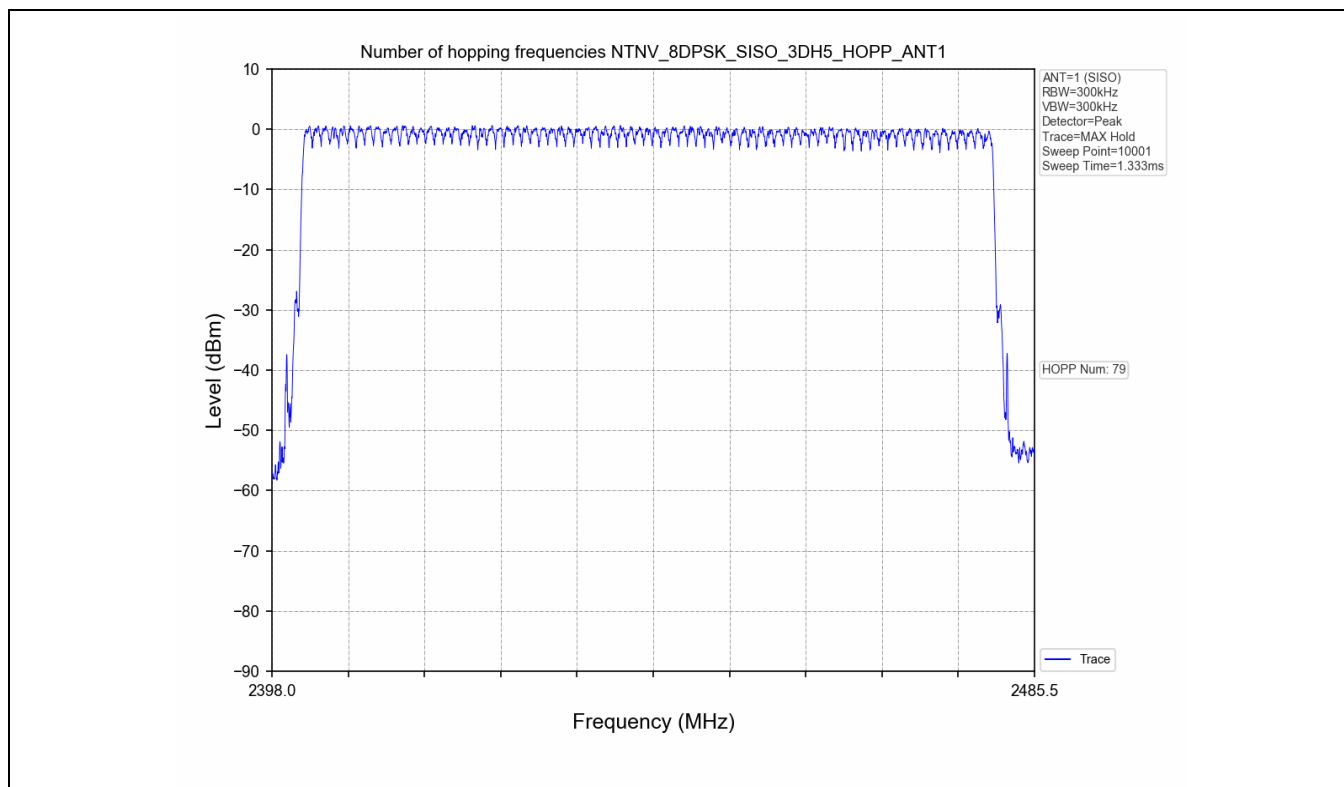 Number of hopping frequencies NTNV_8DPSK_SISO_3DH5_HOPP_ANT1
10
0
−10
−20
−30
−40
−50
−60
−70
−80
−90
Level (dBm)
2398.0
2485.5
Frequency (MHz)
ANT=1 (SISO)
RBW=300kHz
VBW=300kHz
Detector=Peak
Trace=MAX Hold
Sweep Point=10001
Sweep Time=1.333ms
HOPP Num: 79
Trace